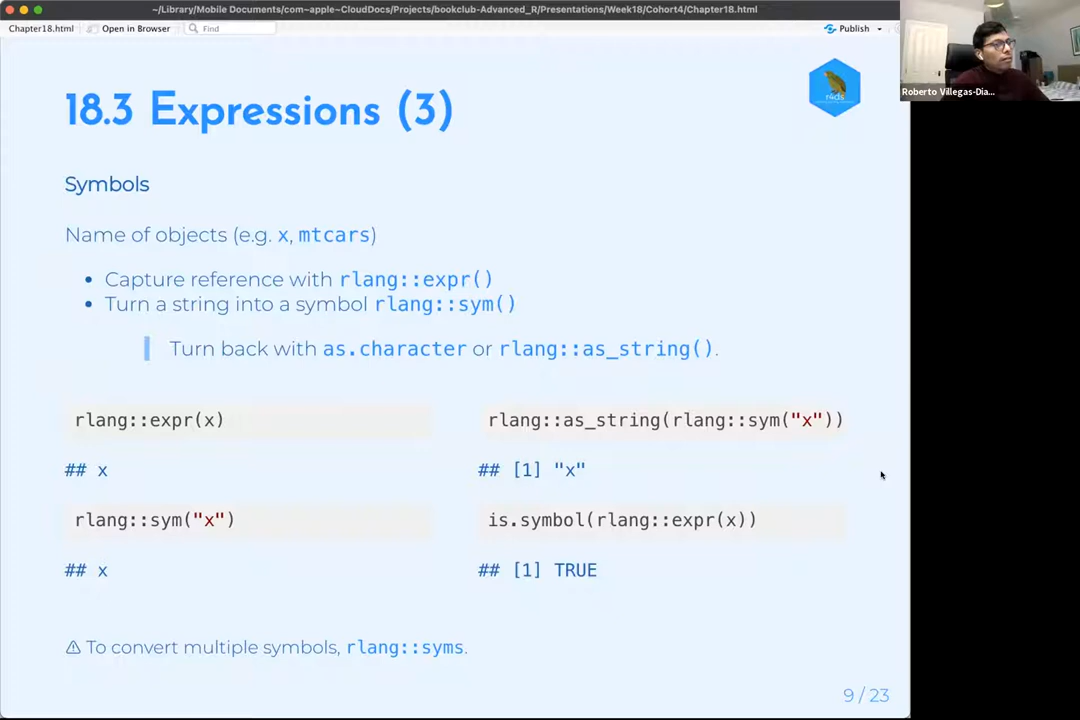 ~/Library/Mobile Documents/com~apple~CloudDocs/Projects/bookclub-Advanced_R/Presentations/Week18/Cohort4/Chapter18.html
Chapter18.html
Open in Browser
Find
Publish
Roberto Villegas-Dia...
18.3 Expressions (3)
r4ds
Symbols
Name of objects (e.g. x, mtcars)
• Capture reference with rlang::expr()
• Turn a string into a symbol rlang::sym()
Turn back with as.character or rlang::as_string().
rlang::expr(x)
## x
rlang::sym("x")
## x
rlang::as_string(rlang::sym("x"))
## [1] "x"
is.symbol(rlang::expr(x))
## [1] TRUE
⚠ To convert multiple symbols, rlang::syms.
9 / 23